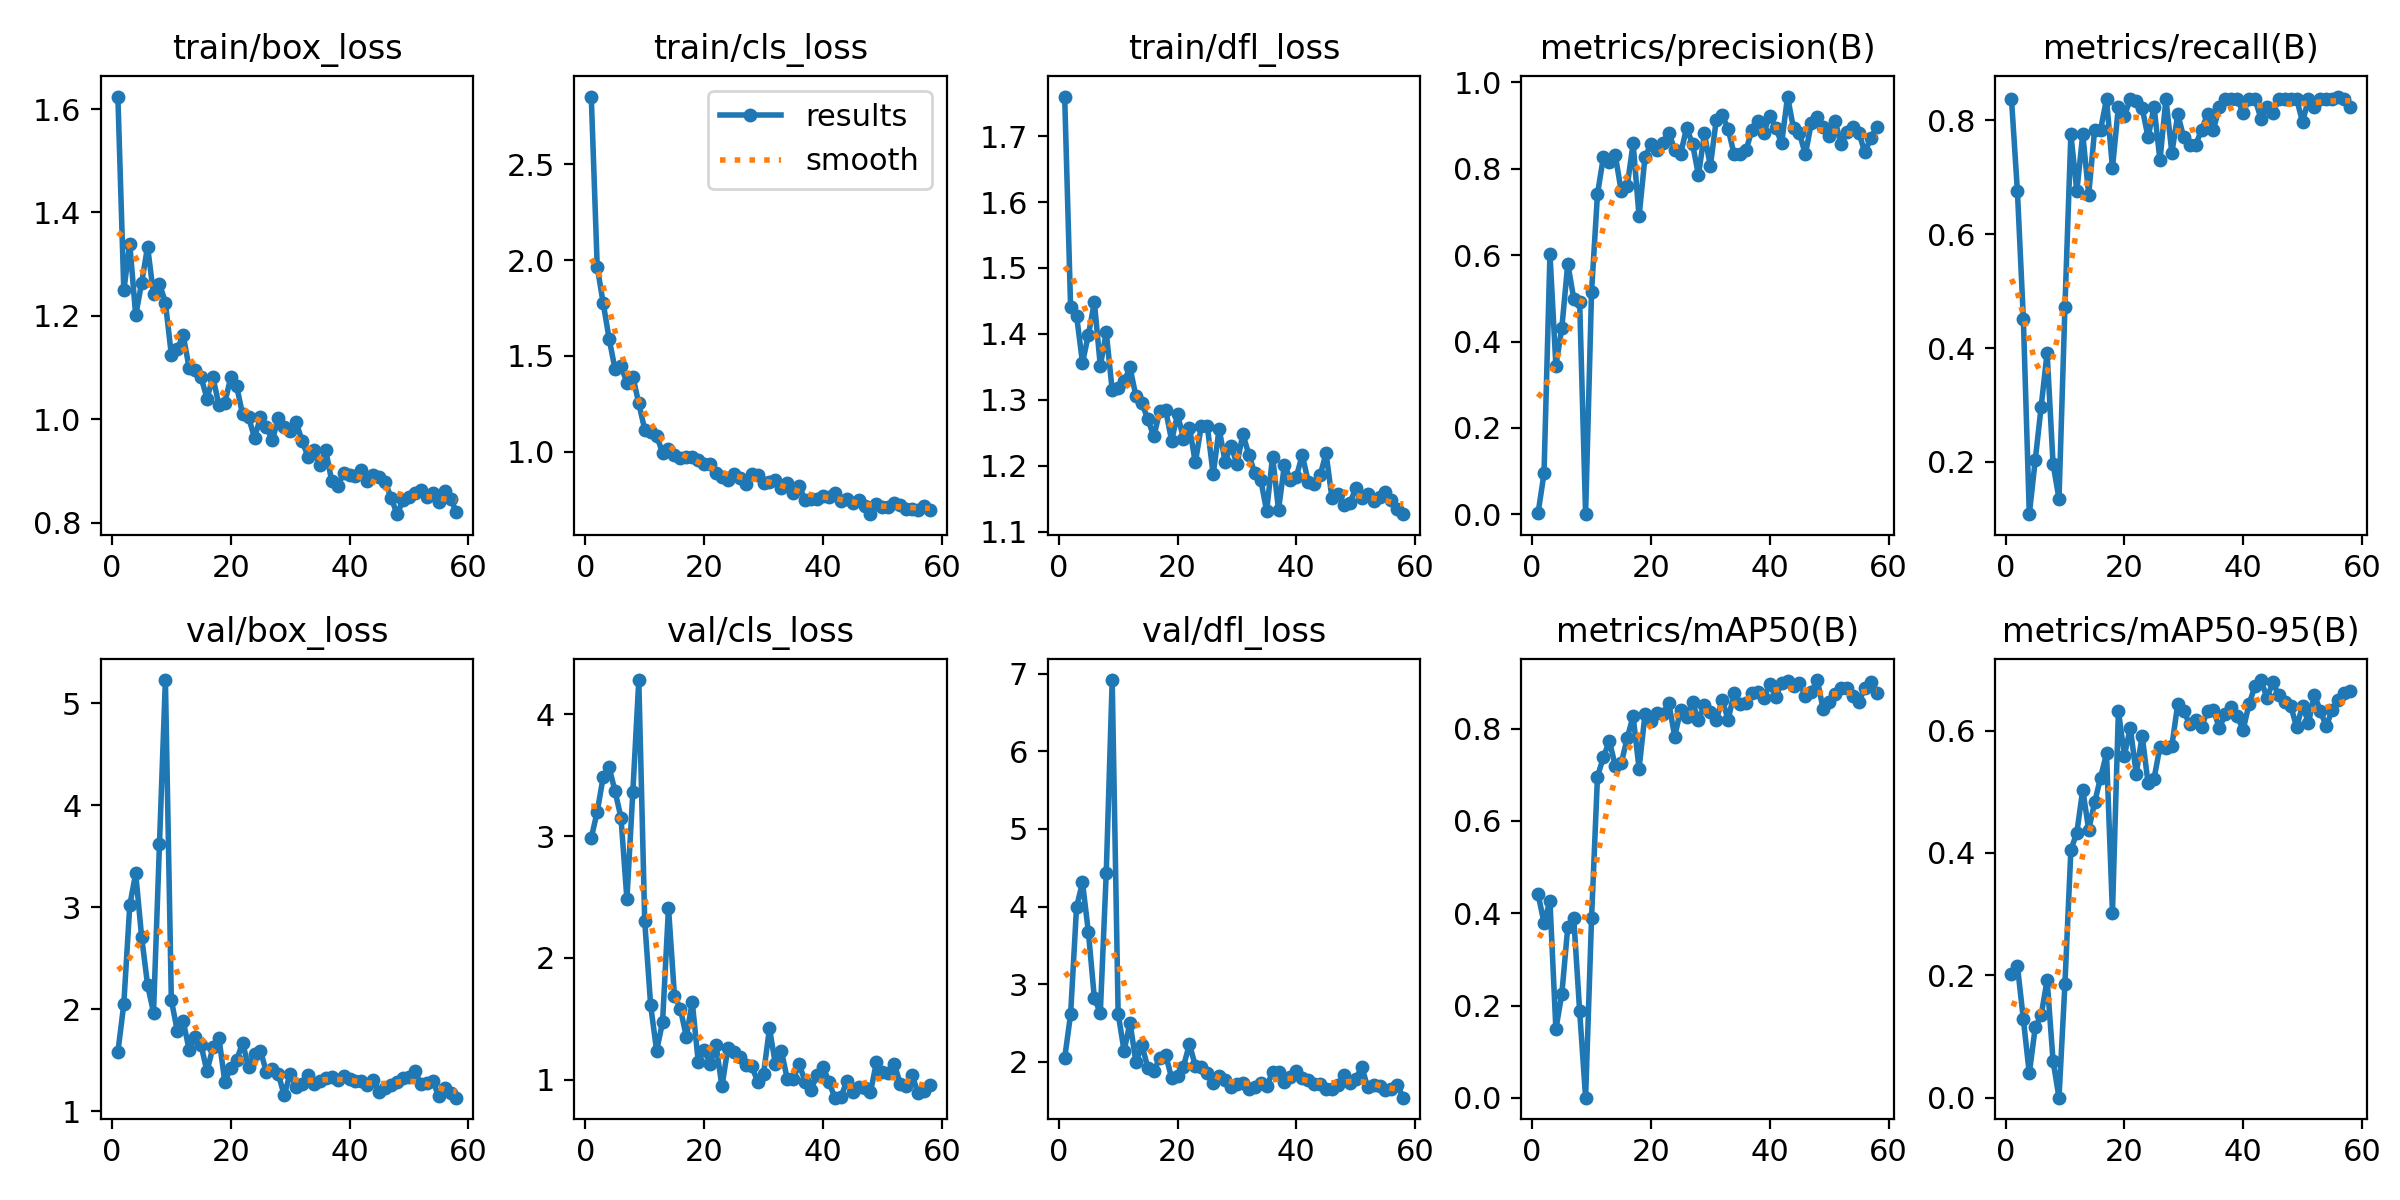 train/box_loss
1.6
1.4
1.2
1.0
0.8
0 20 40 60
train/cls_loss
results
smooth
2.5
2.0
1.5
1.0
0 20 40 60
train/dfl_loss
1.7
1.6
1.5
1.4
1.3
1.2
1.1
0 20 40 60
metrics/precision(B)
1.0
0.8
0.6
0.4
0.2
0.0
0 20 40 60
metrics/recall(B)
0.8
0.6
0.4
0.2
0 20 40 60
val/box_loss
5
4
3
2
1
0 20 40 60
val/cls_loss
4
3
2
1
0 20 40 60
val/dfl_loss
7
6
5
4
3
2
0 20 40 60
metrics/mAP50(B)
0.8
0.6
0.4
0.2
0.0
0 20 40 60
metrics/mAP50-95(B)
0.6
0.4
0.2
0.0
0 20 40 60